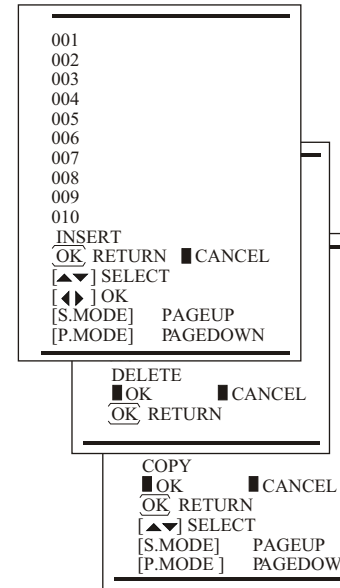 001
002
003
004
005
006
007
008
009
010
INSERT
OK RETURN ■CANCEL
[▲▼] SELECT
[◀▶] OK
[S.MODE] PAGEUP
[P.MODE] PAGEDOWN
DELETE
■OK ■CANCEL
OK RETURN
COPY
■OK ■CANCEL
OK RETURN
[▲▼] SELECT
[S.MODE] PAGEUP
[P.MODE ] PAGEDOW